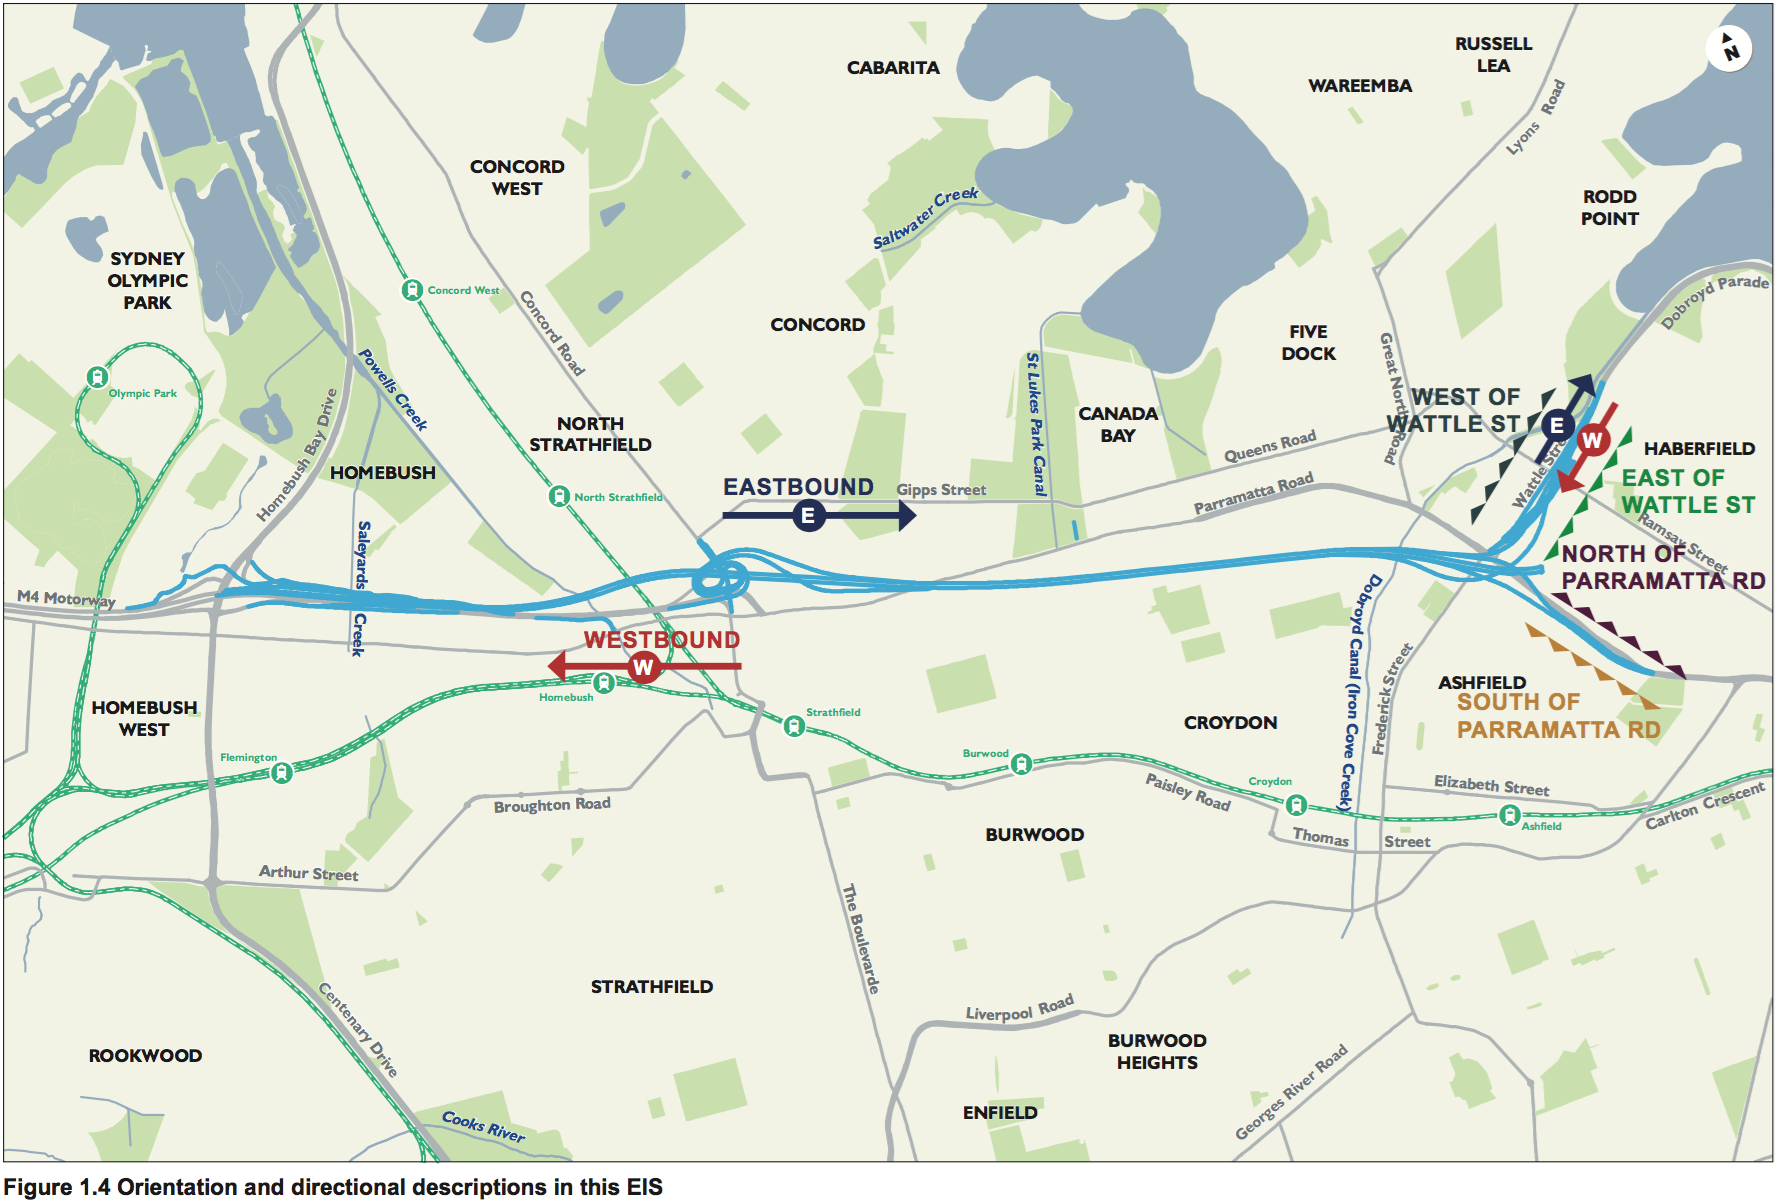 RUSSELL
LEA
CABARITA
WAREEMBA
N
Lyons Road
CONCORD
WEST
RODD
POINT
Saltwater Creek
SYDNEY
OLYMPIC
PARK
Concord West
Dobroyd Parade
CONCORD
Concord Road
FIVE
DOCK
Powells Creek
St Lukes Park Canal
Great North Road
Olympic Park
Homebush Bay Drive
WEST OF
WATTLE ST
E
W
CANADA
BAY
NORTH
STRATHFIELD
Queens Road
HABERFIELD
HOMEBUSH
EAST OF
WATTLE ST
Wattle Stre
EASTBOUND
E
Gipps Street
North Strathfield
Parramatta Road
Ramsay Street
Saleyards Creek
NORTH OF
PARRAMATTA RD
M4 Motorway
Dobroyd Canal (Iron Cove Creek)
WESTBOUND
W
Homebush
Frederick Street
ASHFIELD
SOUTH OF
PARRAMATTA RD
HOMEBUSH
WEST
Strathfield
CROYDON
Flemington
Burwood
Croydon
Paisley Road
Elizabeth Street
Carlton Crescent
Broughton Road
Ashfield
BURWOOD
Thomas Street
Arthur Street
The Boulevarde
STRATHFIELD
Centenary Drive
Liverpool Road
ROOKWOOD
BURWOOD
HEIGHTS
Georges River Road
ENFIELD
Cooks River
Figure 1.4 Orientation and directional descriptions in this EIS